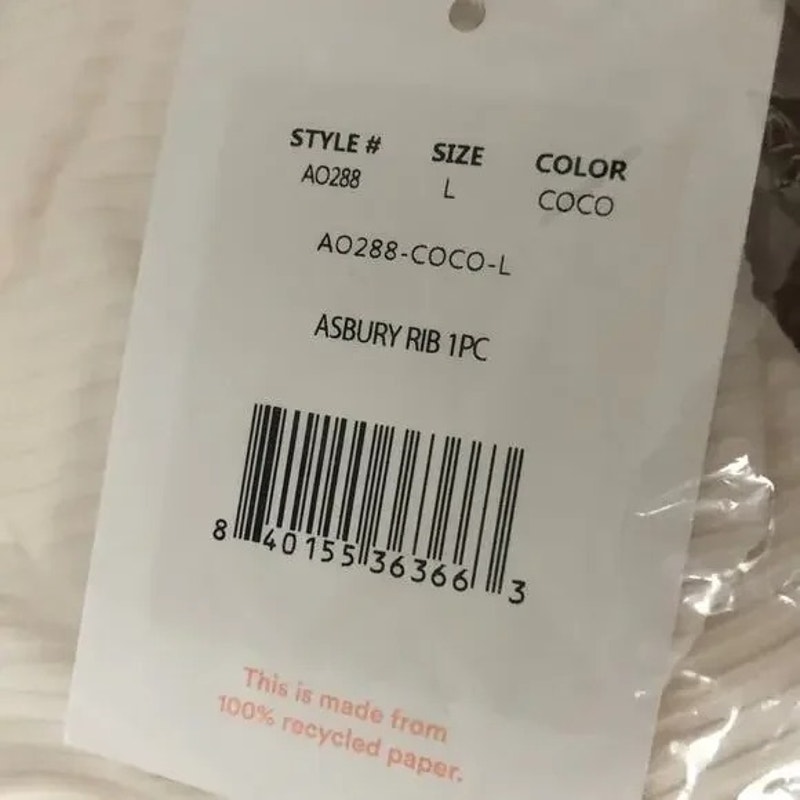 STYLE # SIZE COLOR
AO288 L COCO
AO288-COCO-L
ASBURY RIB 1PC
8 40155 36366 3
This is made from
100% recycled paper.